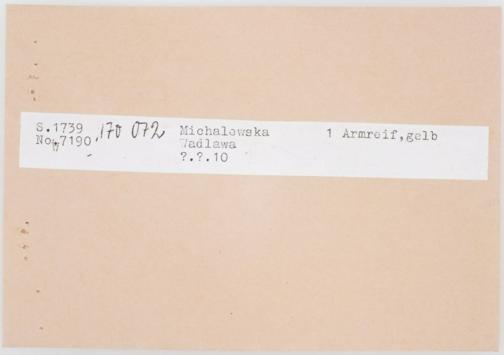 S.1739 170 072 Michalowska 1 Armreif,gelb
No.7190 Wadlawa
?.?.10